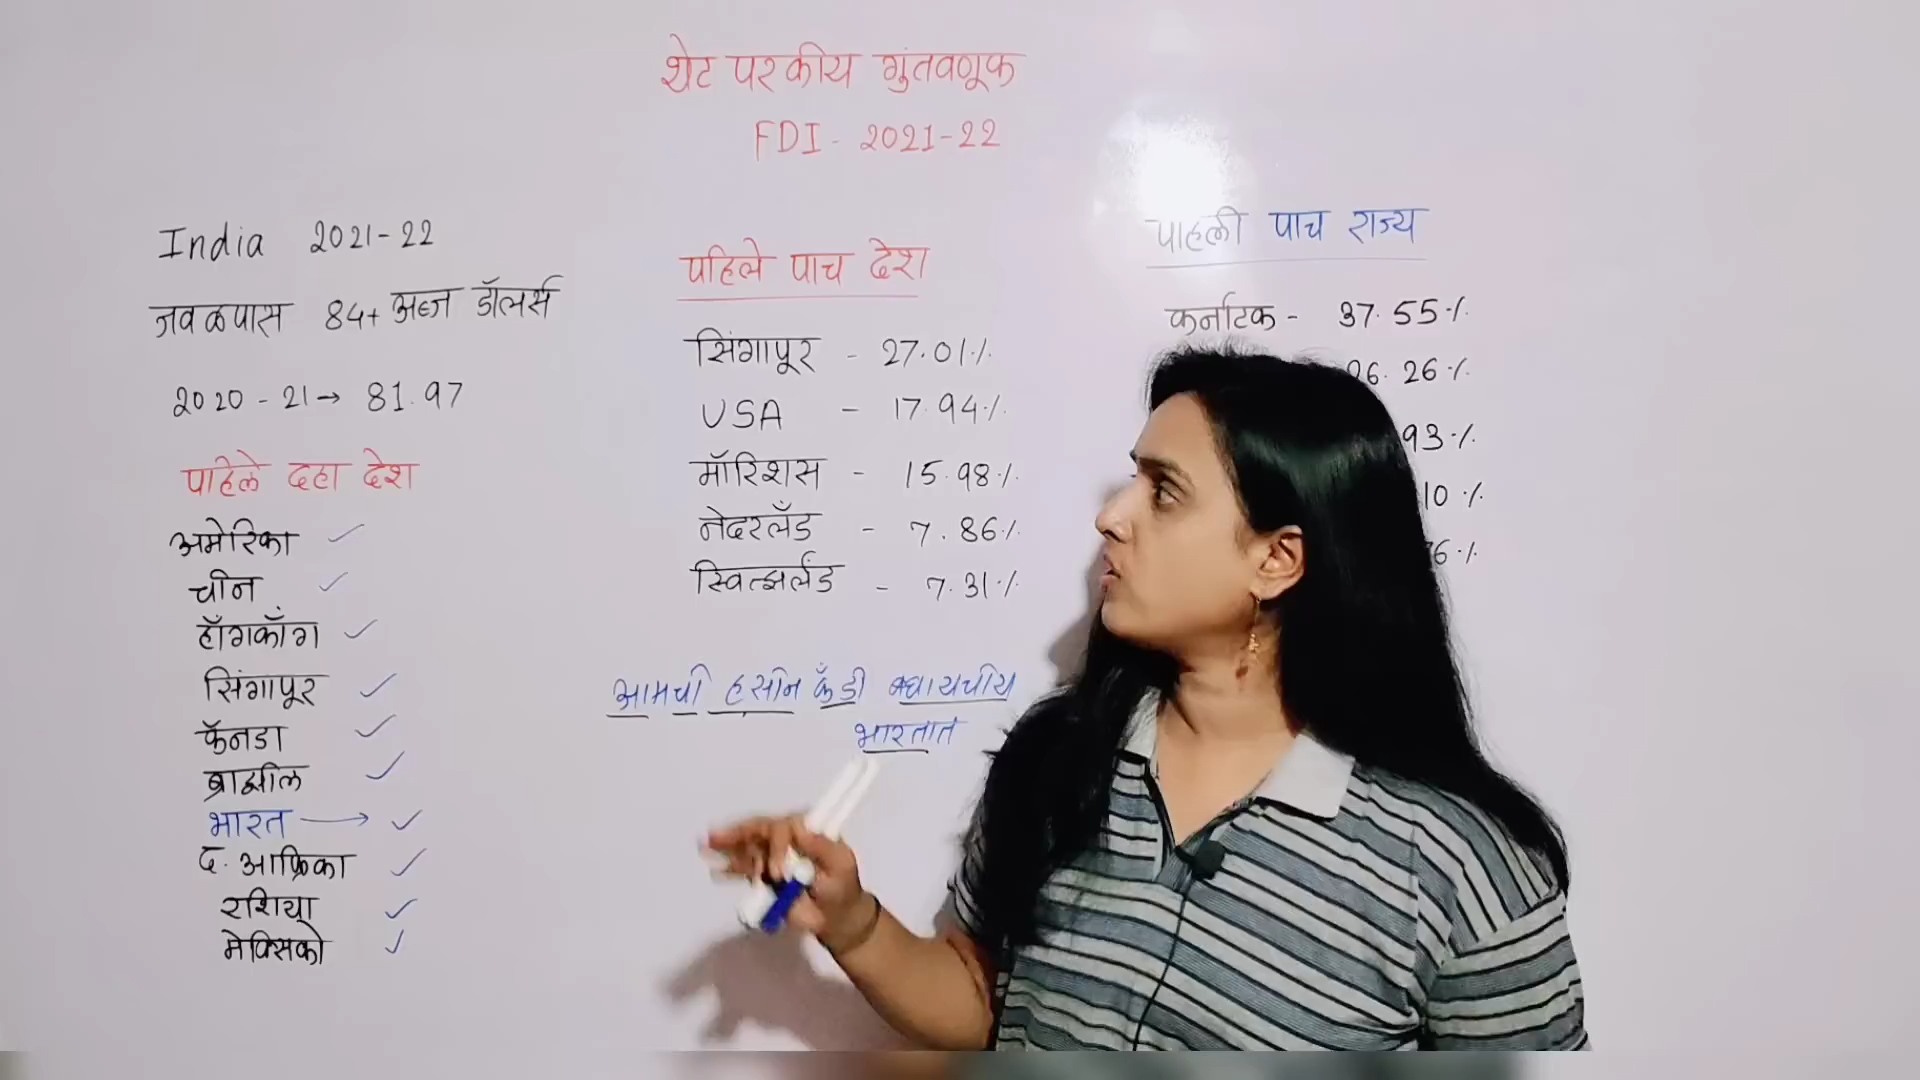 थेट परकीय गुंतवणूक
FDI - 2021-22
India 2021-22
जवळपास 84+ अब्ज डॉलर्स
2020 - 21 → 81.97
पहिले दहा देश
अमेरिका ✓
चीन ✓
हॉंगकॉंग ✓
सिंगापूर ✓
कॅनडा ✓
ब्राझील ✓
भारत → ✓
द. आफ्रिका ✓
रशिया ✓
मेक्सिको ✓
पहिले पाच देश
सिंगापूर - 27.01%
USA - 17.94%
मॉरिशस - 15.98%
नेदरलँड - 7.86%
स्वित्झर्लंड - 7.31%
आमची हसीन कँडी
भारतात
पाहली पाच राज्य
कर्नाटक - 37.55%
26.26%
93%
10%
6%